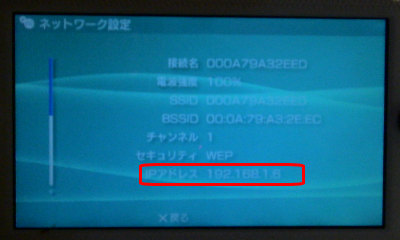 ネットワーク設定
接続名 000A79A32EED
電波強度 100%
SSID 000A79A32EED
BSSID 00:0A:79:A3:2E:EC
チャンネル 1
セキュリティ WEP
IPアドレス 192.168.1.6
×戻る